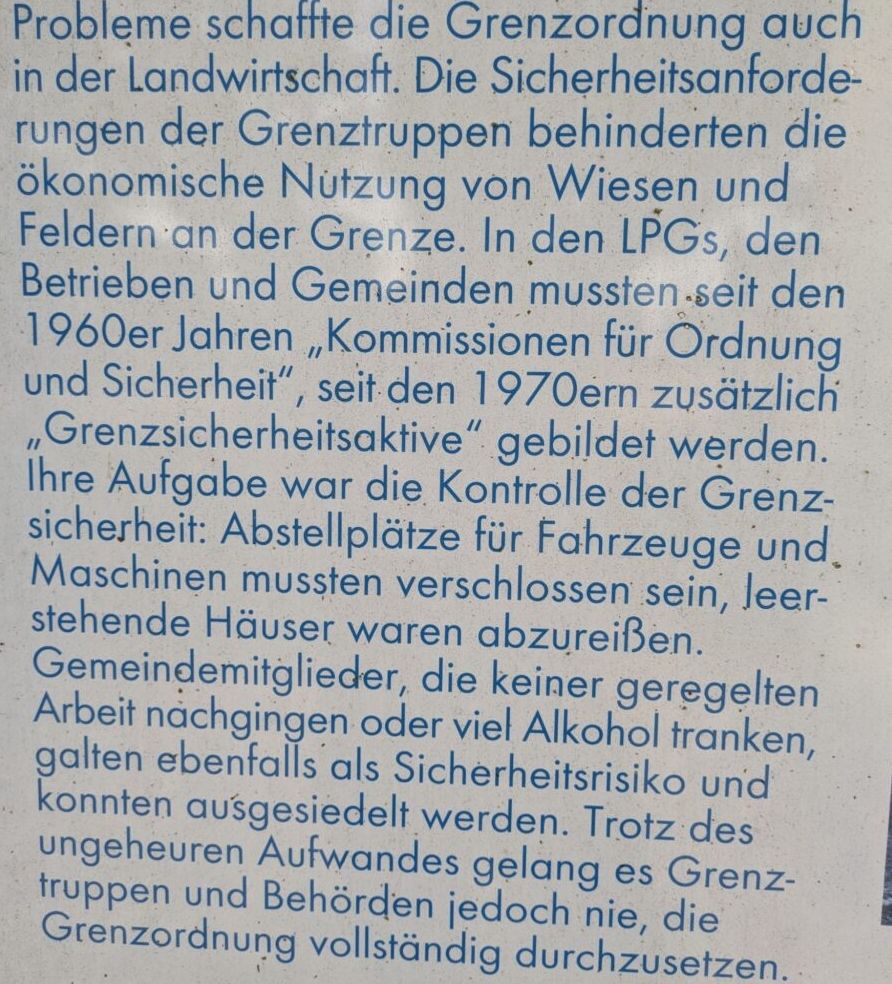 Probleme schaffte die Grenzordnung auch
in der Landwirtschaft. Die Sicherheitsanforde-
rungen der Grenztruppen behinderten die
ökonomische Nutzung von Wiesen und
Feldern an der Grenze. In den LPGs, den
Betrieben und Gemeinden mussten seit den
1960er Jahren „Kommissionen für Ordnung
und Sicherheit“, seit den 1970ern zusätzlich
„Grenzsicherheitsaktive“ gebildet werden.
Ihre Aufgabe war die Kontrolle der Grenz-
sicherheit: Abstellplätze für Fahrzeuge und
Maschinen mussten verschlossen sein, leer-
stehende Häuser waren abzureißen.
Gemeindemitglieder, die keiner geregelten
Arbeit nachgingen oder viel Alkohol tranken,
galten ebenfalls als Sicherheitsrisiko und
konnten ausgesiedelt werden. Trotz des
ungeheuren Aufwandes gelang es Grenz-
truppen und Behörden jedoch nie, die
Grenzordnung vollständig durchzusetzen.